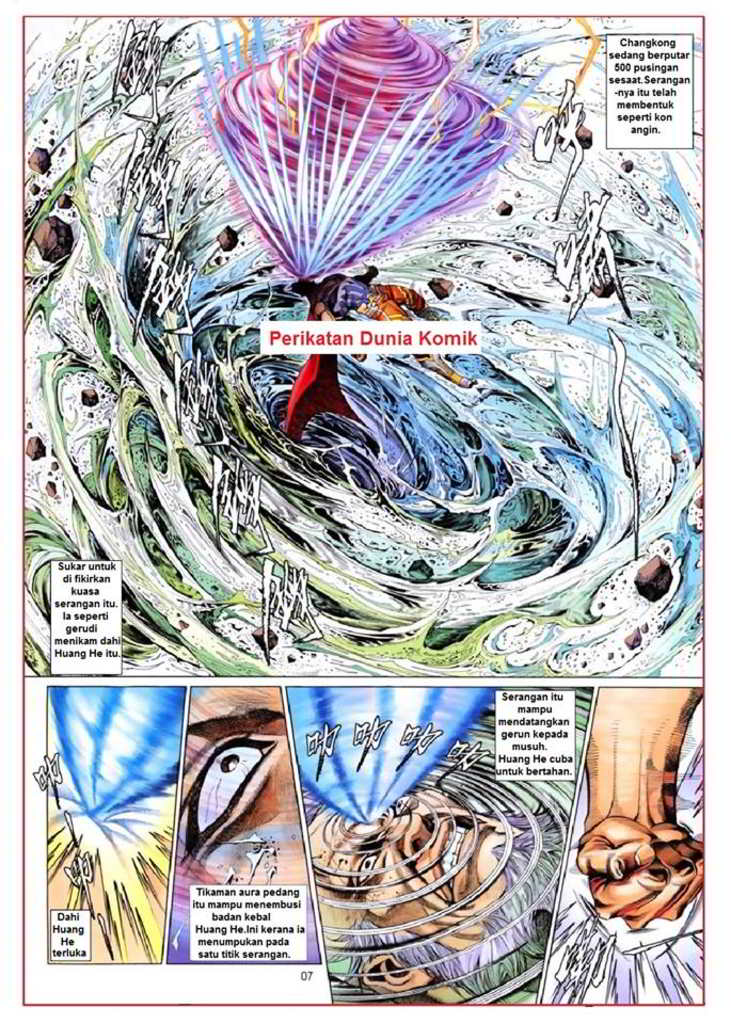 Changkong
sedang berputar
500 pusingan
sesaat.Serangan
-nya itu telah
membentuk
seperti kon
angin.
Perikatan Dunia Komik
Sukar untuk
di fikirkan
kuasa
serangan itu.
Ia seperti
gerudi
menikam dahi
Huang He itu.
Serangan itu
mampu
mendatangkan
gerun kepada
musuh.
Huang He cuba
untuk bertahan.
Tikaman aura pedang
itu mampu menembusi
badan kebal
Huang He.Ini kerana ia
menumpukan pada
satu titik serangan.
Dahi
Huang
He
terluka
07